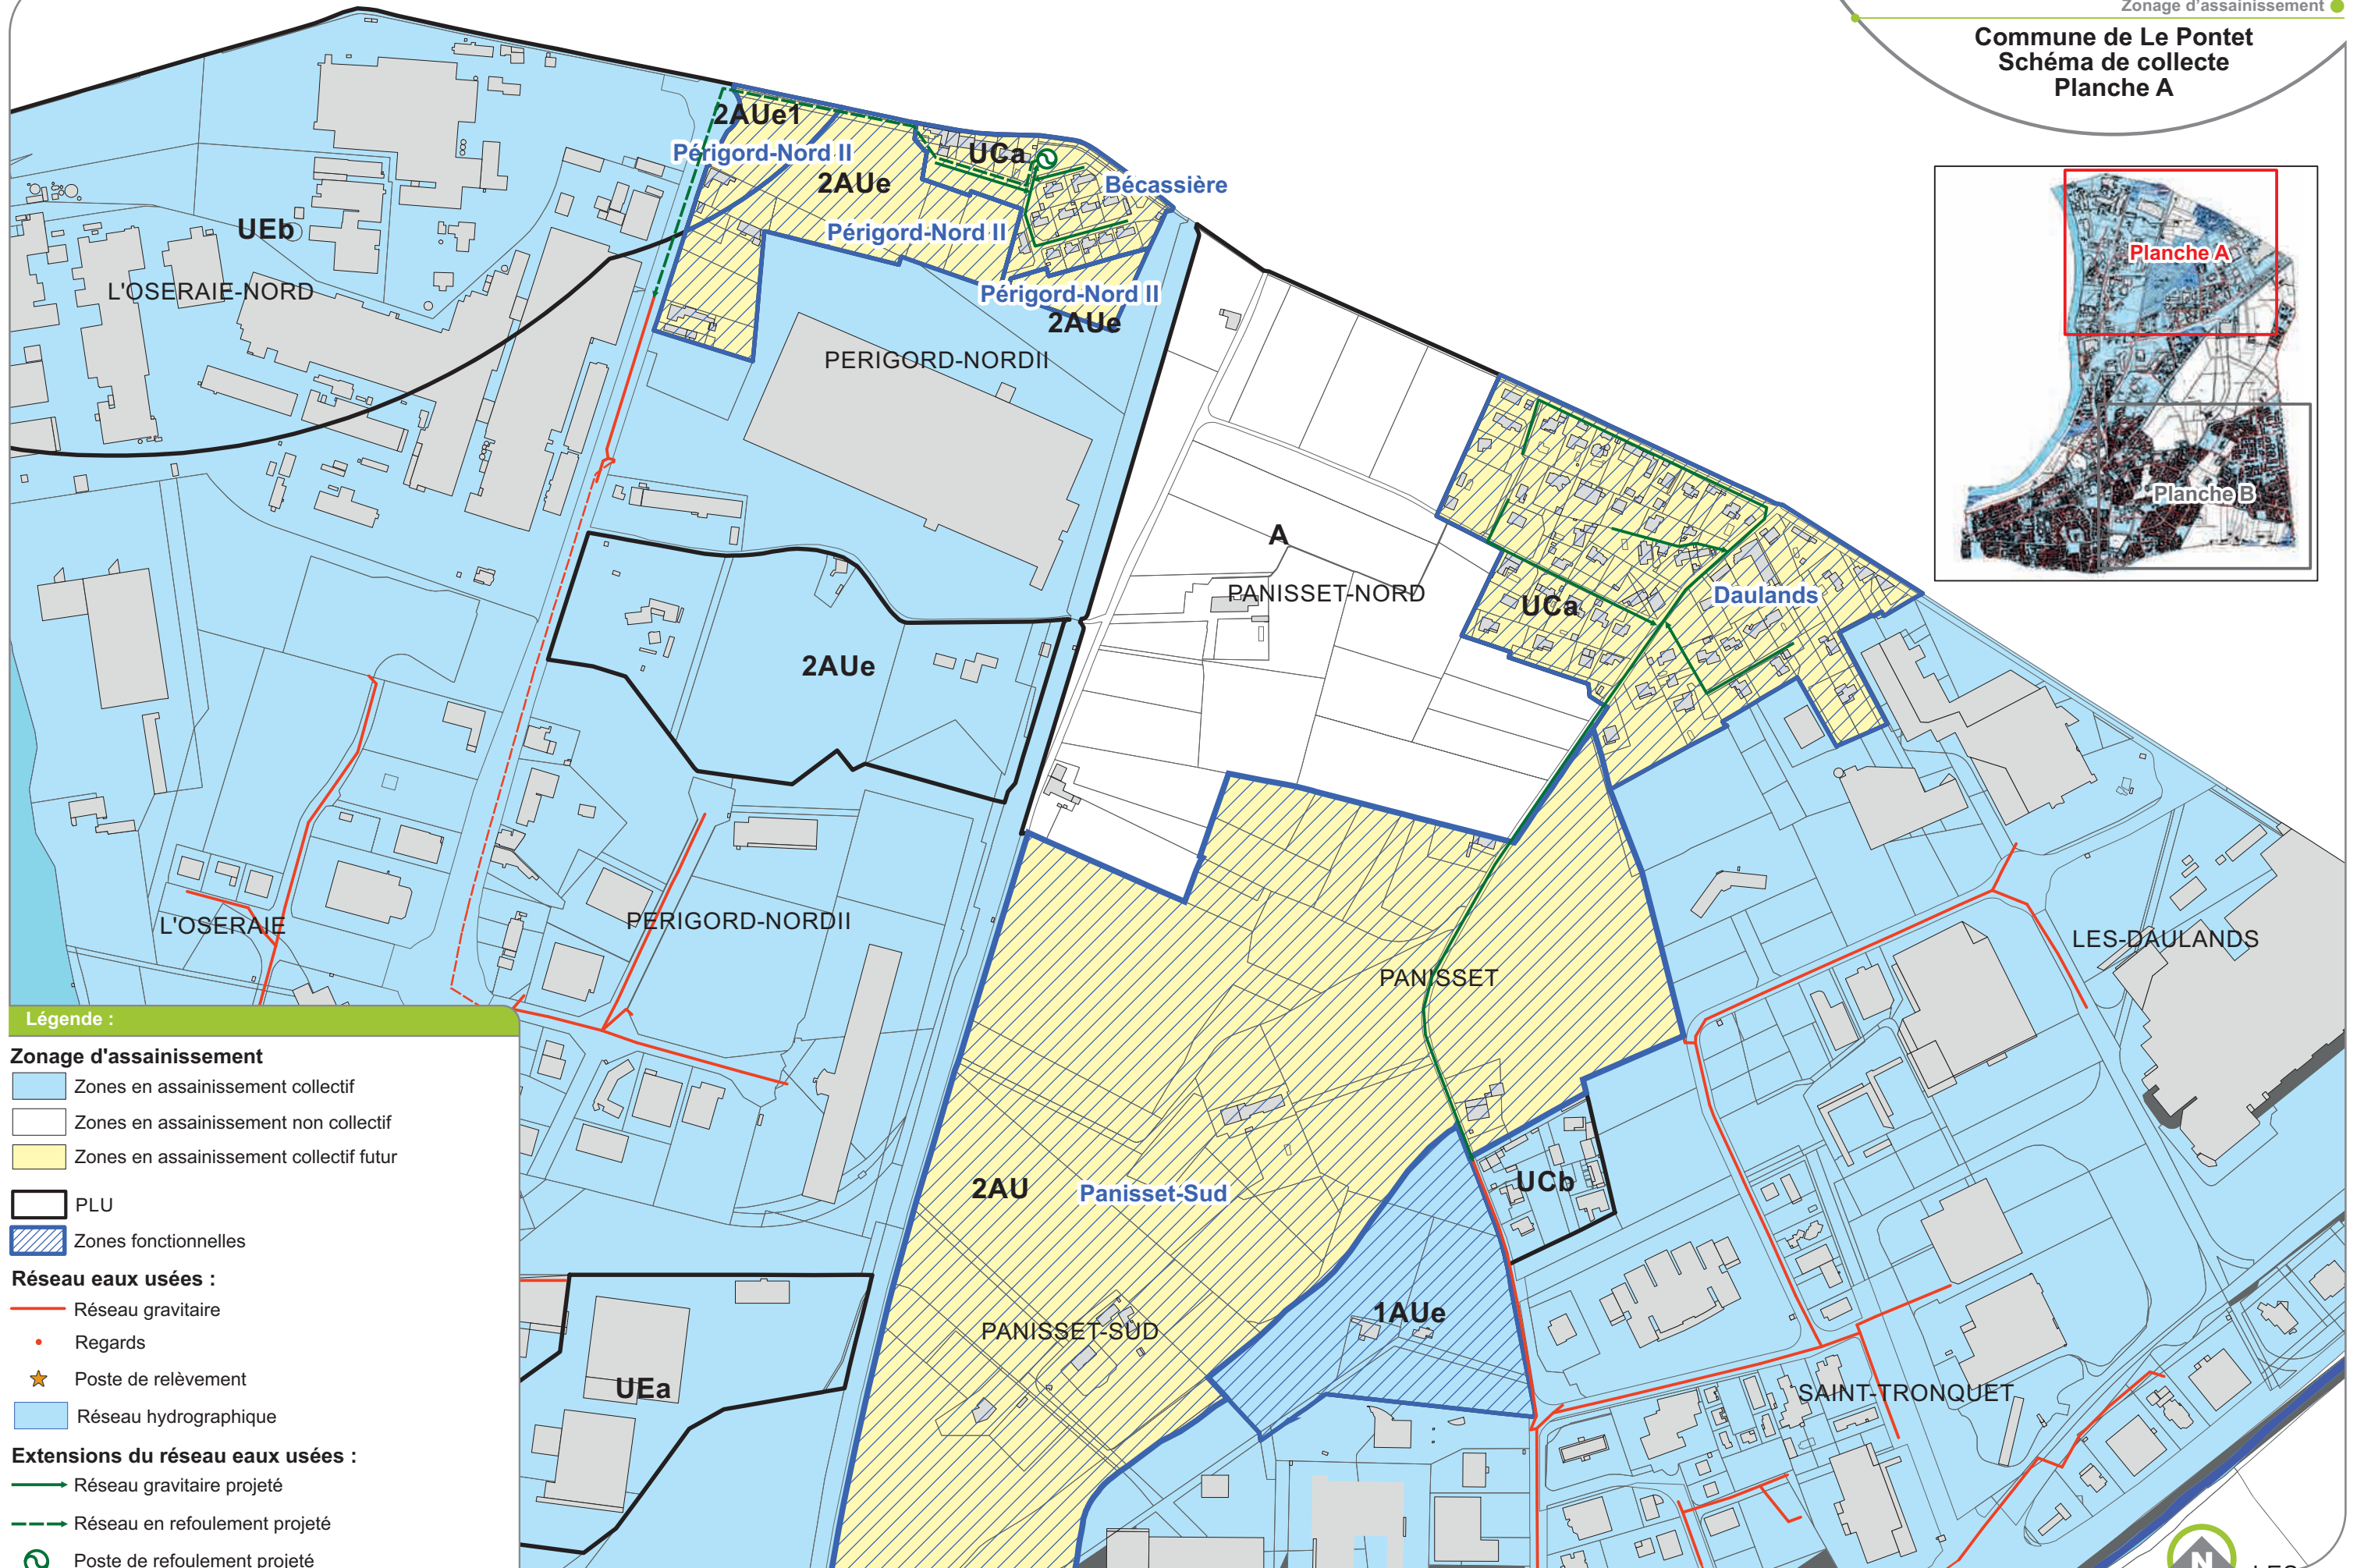 Zonage d'assainissement
Commune de Le Pontet
Schéma de collecte
Planche A
Planche A
Planche B
2AUe1
Périgord-Nord II
2AUe
UCa
Bécassière
Périgord-Nord II
Périgord-Nord II
2AUe
UEb
L'OSERAIE-NORD
PERIGORD-NORDII
A
PANISSET-NORD
UCa
Daulands
2AUe
L'OSERAIE
PERIGORD-NORDII
PANISSET
LES-DAULANDS
2AU
Panisset-Sud
UCb
1AUe
PANISSET-SUD
UEa
SAINT-TRONQUET
N
LES
Légende :
Zonage d'assainissement
Zones en assainissement collectif
Zones en assainissement non collectif
Zones en assainissement collectif futur
PLU
Zones fonctionnelles
Réseau eaux usées :
Réseau gravitaire
Regards
Poste de relèvement
Réseau hydrographique
Extensions du réseau eaux usées :
Réseau gravitaire projeté
Réseau en refoulement projeté
Poste de refoulement projeté